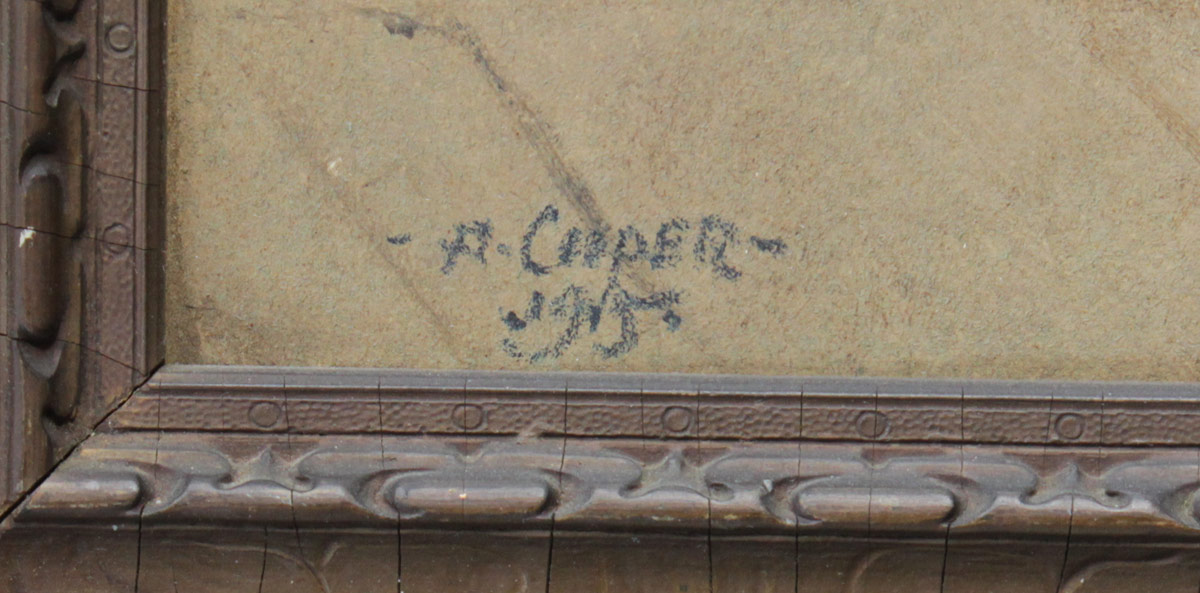 - A. CUPER -
1915.